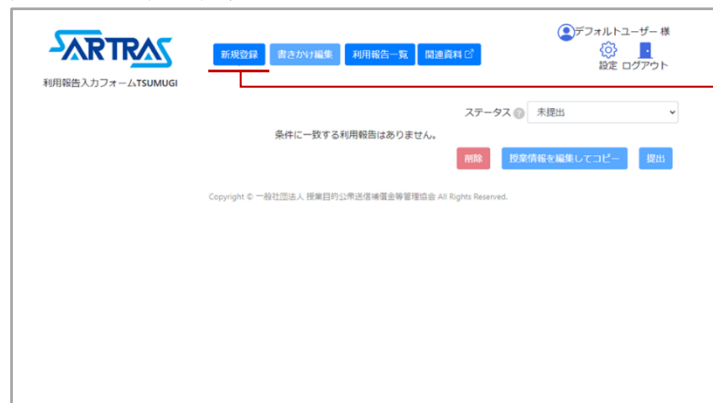 SARTRAS
利用報告入力フォームTSUMUGI
新規登録 書きかけ編集 利用報告一覧 関連資料
デフォルトユーザー 様
設定 ログアウト
ステータス ? 未提出
条件に一致する利用報告はありません。
削除 授業情報を編集してコピー 提出
Copyright © 一般社団法人 授業目的公衆送信補償金等管理協会 All Rights Reserved.